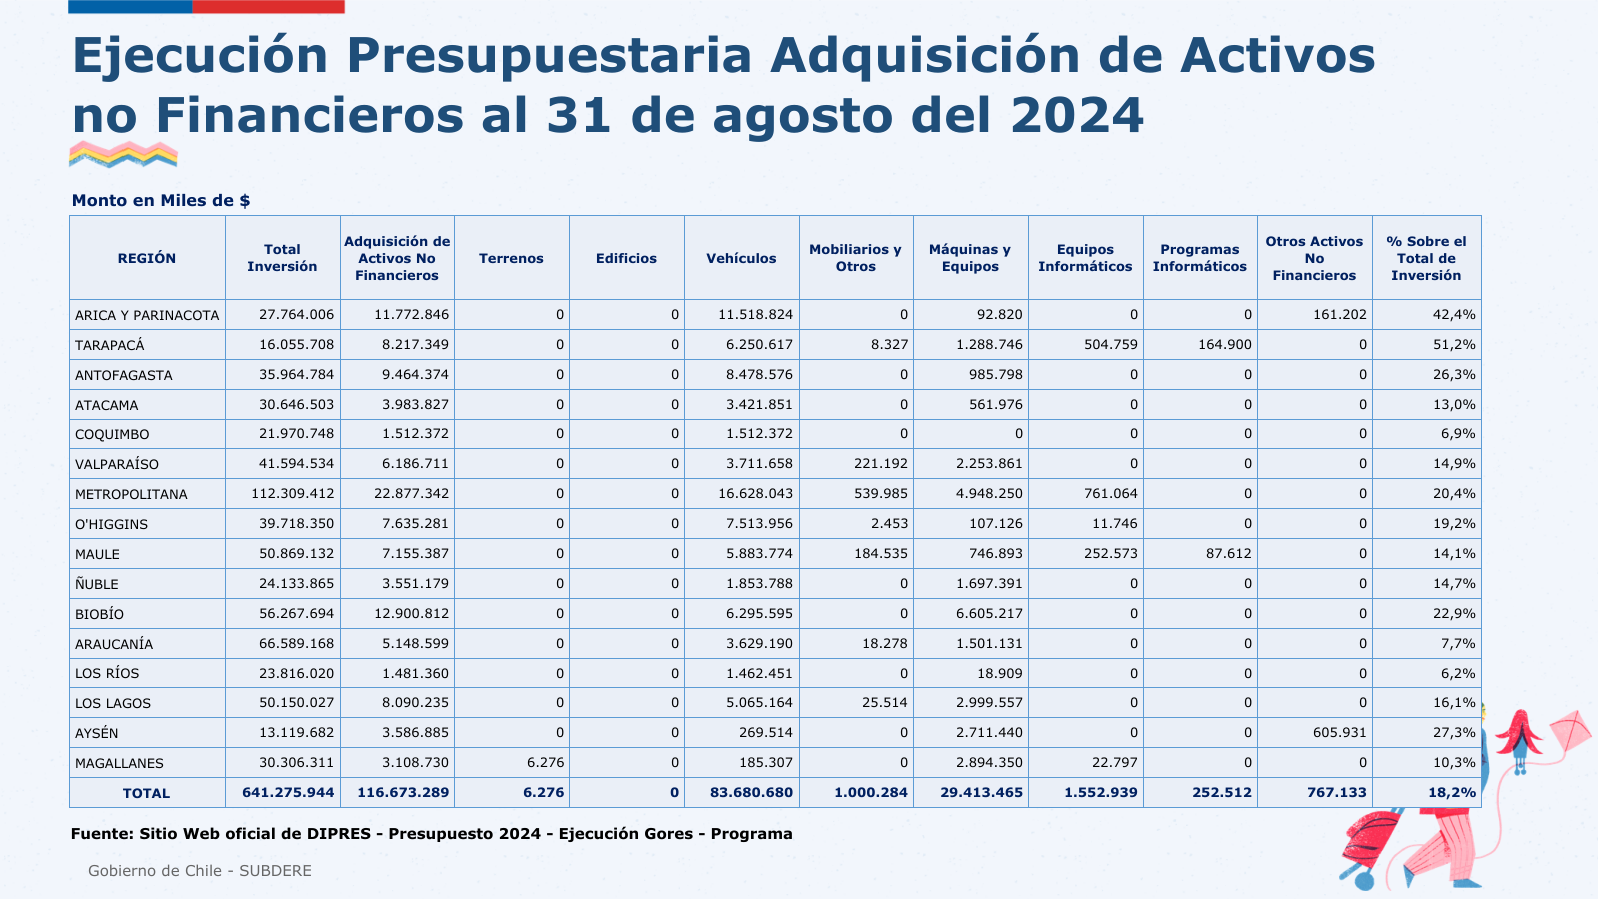 Ejecución Presupuestaria Adquisición de Activos
no Financieros al 31 de agosto del 2024
Monto en Miles de $
REGIÓN | Total Inversión | Adquisición de Activos No Financieros | Terrenos | Edificios | Vehículos | Mobiliarios y Otros | Máquinas y Equipos | Equipos Informáticos | Programas Informáticos | Otros Activos No Financieros | % Sobre el Total de Inversión
ARICA Y PARINACOTA 27.764.006 11.772.846 0 0 11.518.824 0 92.820 0 0 161.202 42,4%
TARAPACÁ 16.055.708 8.217.349 0 0 6.250.617 8.327 1.288.746 504.759 164.900 0 51,2%
ANTOFAGASTA 35.964.784 9.464.374 0 0 8.478.576 0 985.798 0 0 0 26,3%
ATACAMA 30.646.503 3.983.827 0 0 3.421.851 0 561.976 0 0 0 13,0%
COQUIMBO 21.970.748 1.512.372 0 0 1.512.372 0 0 0 0 0 6,9%
VALPARAÍSO 41.594.534 6.186.711 0 0 3.711.658 221.192 2.253.861 0 0 0 14,9%
METROPOLITANA 112.309.412 22.877.342 0 0 16.628.043 539.985 4.948.250 761.064 0 0 20,4%
O'HIGGINS 39.718.350 7.635.281 0 0 7.513.956 2.453 107.126 11.746 0 0 19,2%
MAULE 50.869.132 7.155.387 0 0 5.883.774 184.535 746.893 252.573 87.612 0 14,1%
ÑUBLE 24.133.865 3.551.179 0 0 1.853.788 0 1.697.391 0 0 0 14,7%
BIOBÍO 56.267.694 12.900.812 0 0 6.295.595 0 6.605.217 0 0 0 22,9%
ARAUCANÍA 66.589.168 5.148.599 0 0 3.629.190 18.278 1.501.131 0 0 0 7,7%
LOS RÍOS 23.816.020 1.481.360 0 0 1.462.451 0 18.909 0 0 0 6,2%
LOS LAGOS 50.150.027 8.090.235 0 0 5.065.164 25.514 2.999.557 0 0 0 16,1%
AYSÉN 13.119.682 3.586.885 0 0 269.514 0 2.711.440 0 0 605.931 27,3%
MAGALLANES 30.306.311 3.108.730 6.276 0 185.307 0 2.894.350 22.797 0 0 10,3%
TOTAL 641.275.944 116.673.289 6.276 0 83.680.680 1.000.284 29.413.465 1.552.939 252.512 767.133 18,2%
Fuente: Sitio Web oficial de DIPRES - Presupuesto 2024 - Ejecución Gores - Programa
Gobierno de Chile - SUBDERE